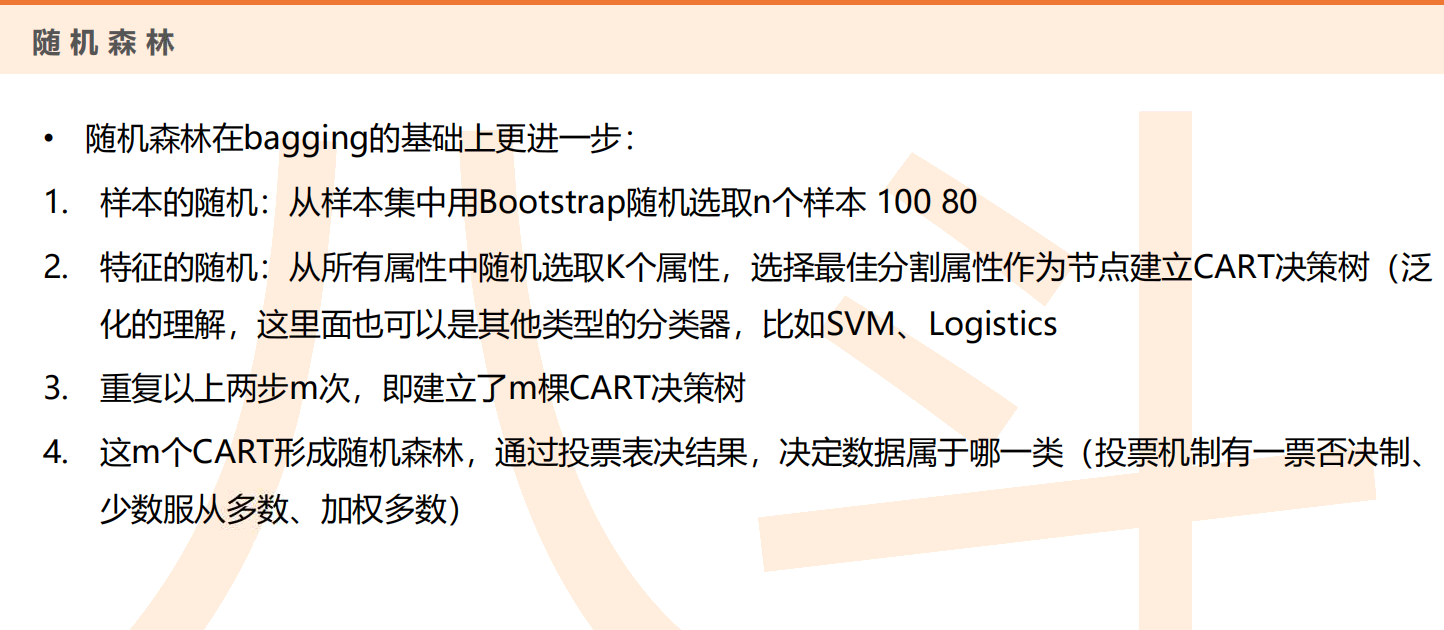 随机森林
• 随机森林在bagging的基础上更进一步：
1. 样本的随机：从样本集中用Bootstrap随机选取n个样本 100 80
2. 特征的随机：从所有属性中随机选取K个属性，选择最佳分割属性作为节点建立CART决策树（泛
化的理解，这里面也可以是其他类型的分类器，比如SVM、Logistics
3. 重复以上两步m次，即建立了m棵CART决策树
4. 这m个CART形成随机森林，通过投票表决结果，决定数据属于哪一类（投票机制有一票否决制、
少数服从多数、加权多数）
八斗